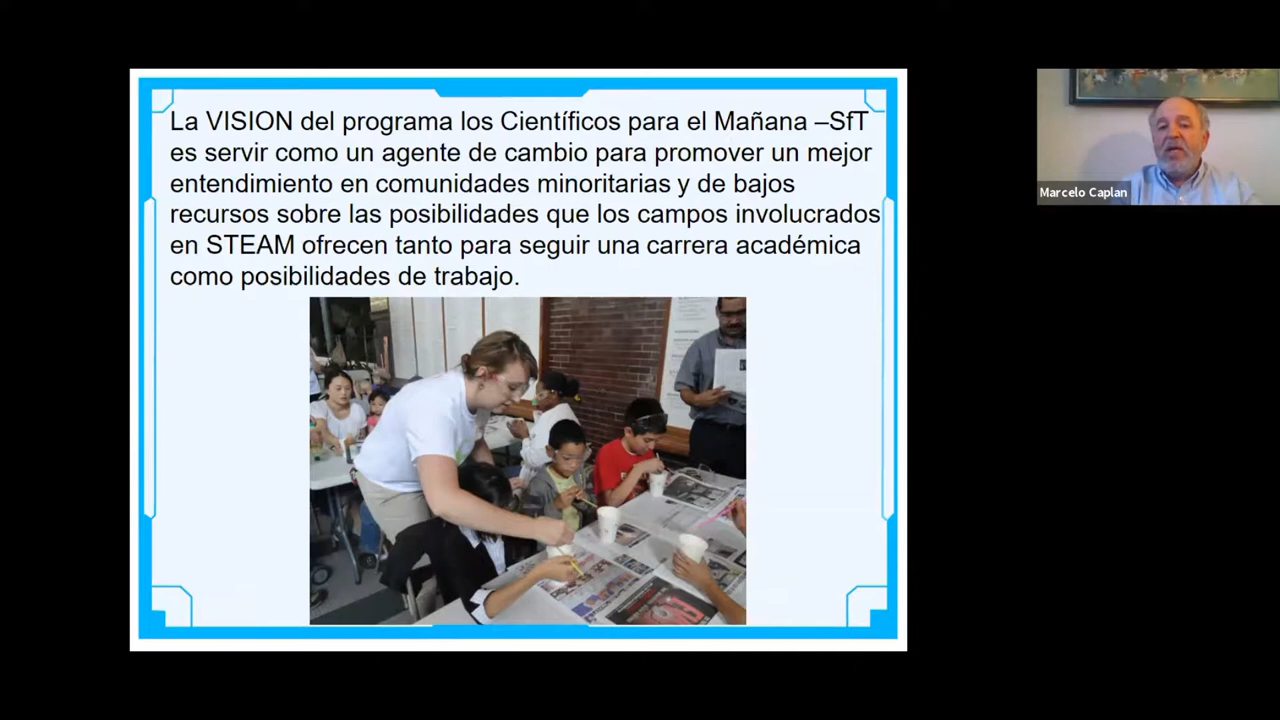 La VISION del programa los Científicos para el Mañana –SfT
es servir como un agente de cambio para promover un mejor
entendimiento en comunidades minoritarias y de bajos
recursos sobre las posibilidades que los campos involucrados
en STEAM ofrecen tanto para seguir una carrera académica
como posibilidades de trabajo.
Marcelo Caplan